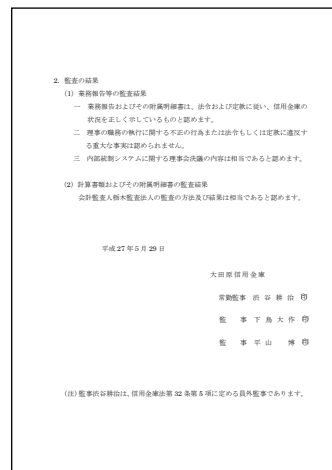 2. 監査の結果
(1) 業務報告等の監査結果
一 業務報告およびその附属明細書は、法令および定款に従い、信用金庫の
状況を正しく示しているものと認めます。
二 理事の職務の執行に関する不正の行為または法令もしくは定款に違反す
る重大な事実は認められません。
三 内部統制システムに関する理事会決議の内容は相当であると認めます。
(2) 計算書類およびその附属明細書の監査結果
会計監査人栃木監査法人の監査の方法及び結果は相当であると認めます。
平成 27 年 5 月 29 日
大田原信用金庫
常勤監事 渋 谷 耕 治 ㊞
監 事 下 鳥 大 作 ㊞
監 事 平 山 博 ㊞
(注) 監事渋谷耕治は、信用金庫法第 32 条第 5 項に定める員外監事であります。